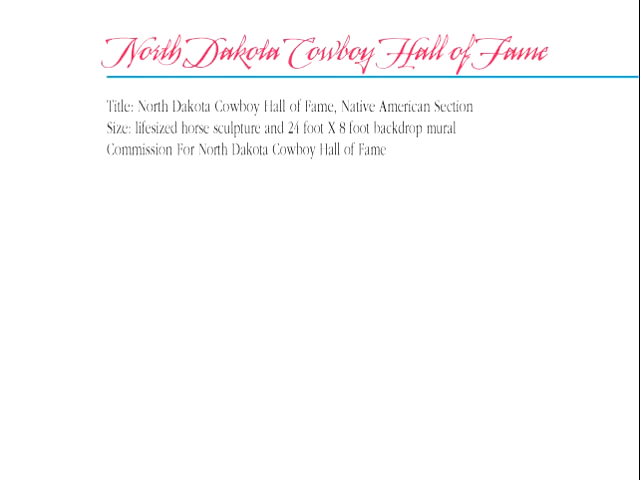 North Dakota Cowboy Hall of Fame
Title: North Dakota Cowboy Hall of Fame, Native American Section
Size: lifesized horse sculpture and 24 foot X 8 foot backdrop mural
Commission For North Dakota Cowboy Hall of Fame